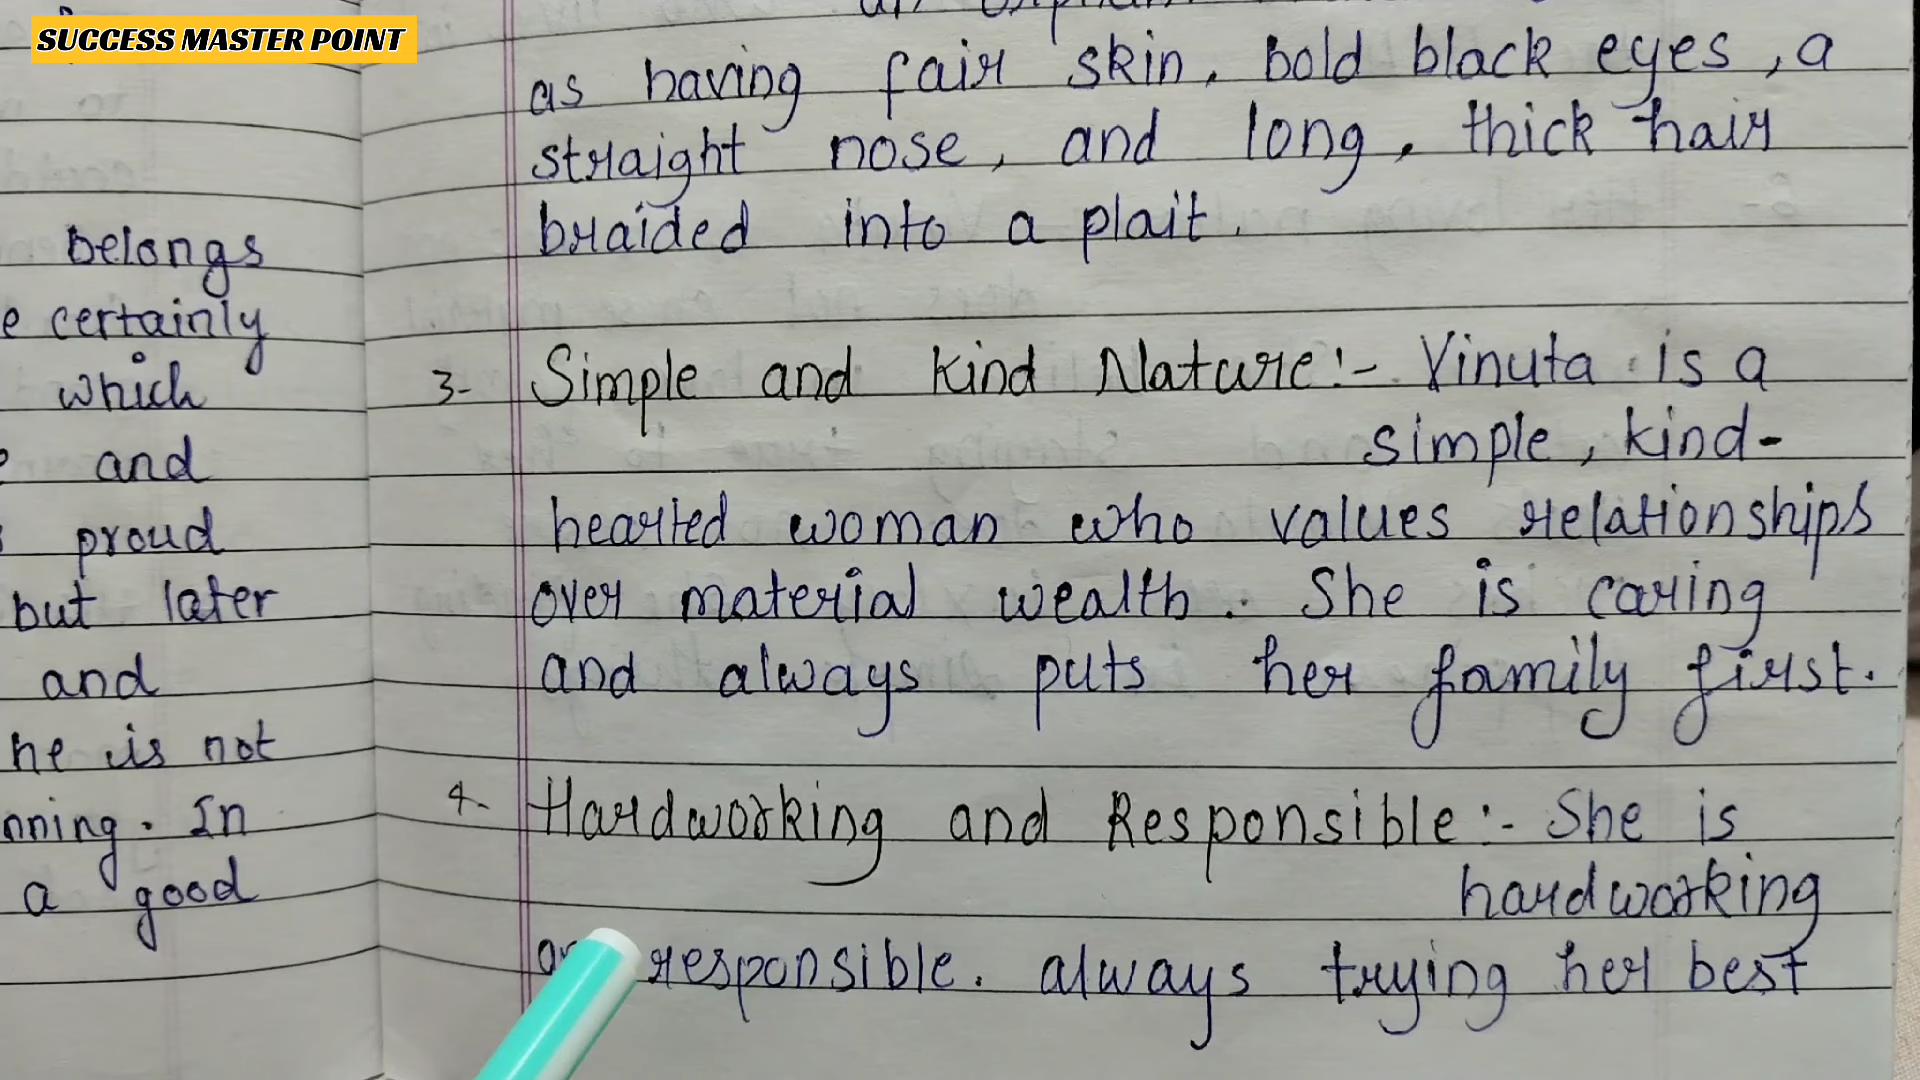 SUCCESS MASTER POINT
as having fair skin, bold black eyes, a
straight nose, and long, thick hair
braided into a plait.
3- Simple and Kind Nature:- Vinuta is a
simple, kind-
hearted woman who values relationships
over material wealth. She is caring
and always puts her family first.
4- Hardworking and Responsible:- She is
hardworking
responsible. always trying her best
belongs
e certainly
which
and
proud
but later
and
he is not
nning. In
a good